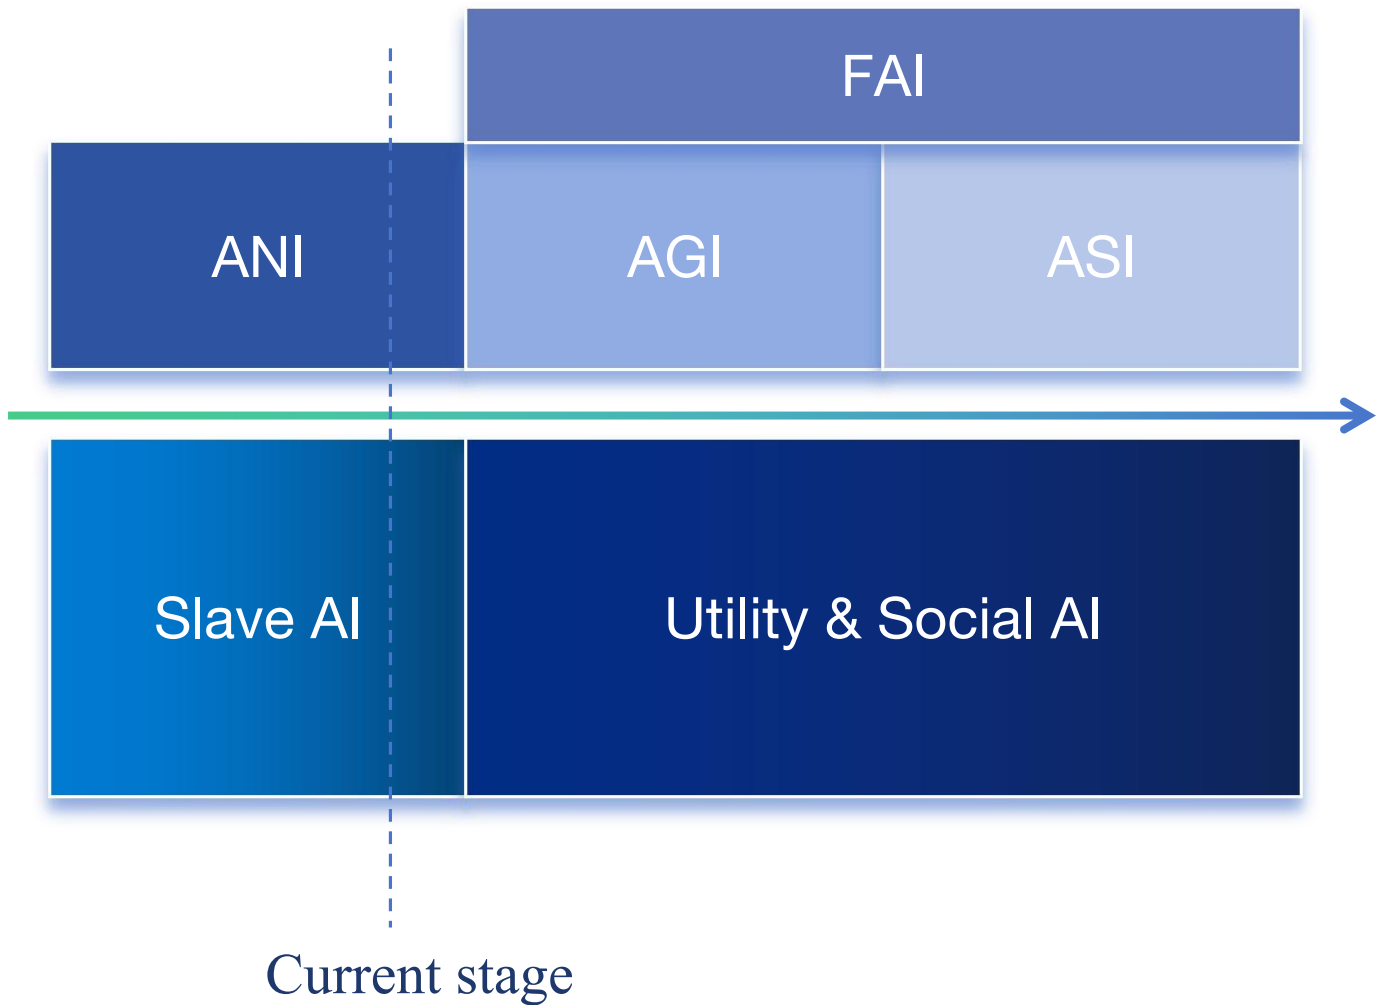 FAI
ANI
AGI
ASI
Slave AI
Utility & Social AI
Current stage